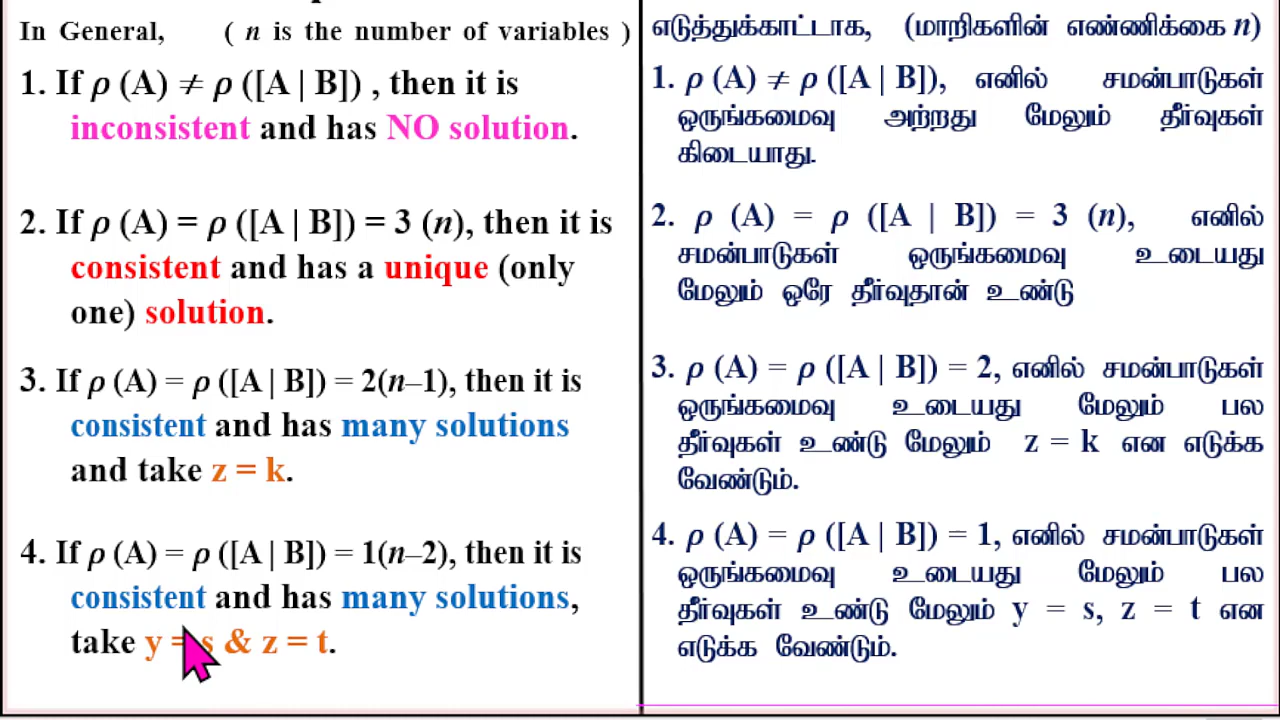 In General, ( n is the number of variables )
1. If ρ (A) ≠ ρ ([A | B]) , then it is
inconsistent and has NO solution.
2. If ρ (A) = ρ ([A | B]) = 3 (n), then it is
consistent and has a unique (only
one) solution.
3. If ρ (A) = ρ ([A | B]) = 2(n–1), then it is
consistent and has many solutions
and take z = k.
4. If ρ (A) = ρ ([A | B]) = 1(n–2), then it is
consistent and has many solutions,
take y = s & z = t.
எடுத்துக்காட்டாக, (மாறிகளின் எண்ணிக்கை n)
1. ρ (A) ≠ ρ ([A | B]), எனில் சமன்பாடுகள்
ஒருங்கமைவு அற்றது மேலும் தீர்வுகள்
கிடையாது.
2. ρ (A) = ρ ([A | B]) = 3 (n), எனில்
சமன்பாடுகள் ஒருங்கமைவு உடையது
மேலும் ஒரே தீர்வுதான் உண்டு
3. ρ (A) = ρ ([A | B]) = 2, எனில் சமன்பாடுகள்
ஒருங்கமைவு உடையது மேலும் பல
தீர்வுகள் உண்டு மேலும் z = k என எடுக்க
வேண்டும்.
4. ρ (A) = ρ ([A | B]) = 1, எனில் சமன்பாடுகள்
ஒருங்கமைவு உடையது மேலும் பல
தீர்வுகள் உண்டு மேலும் y = s, z = t என
எடுக்க வேண்டும்.